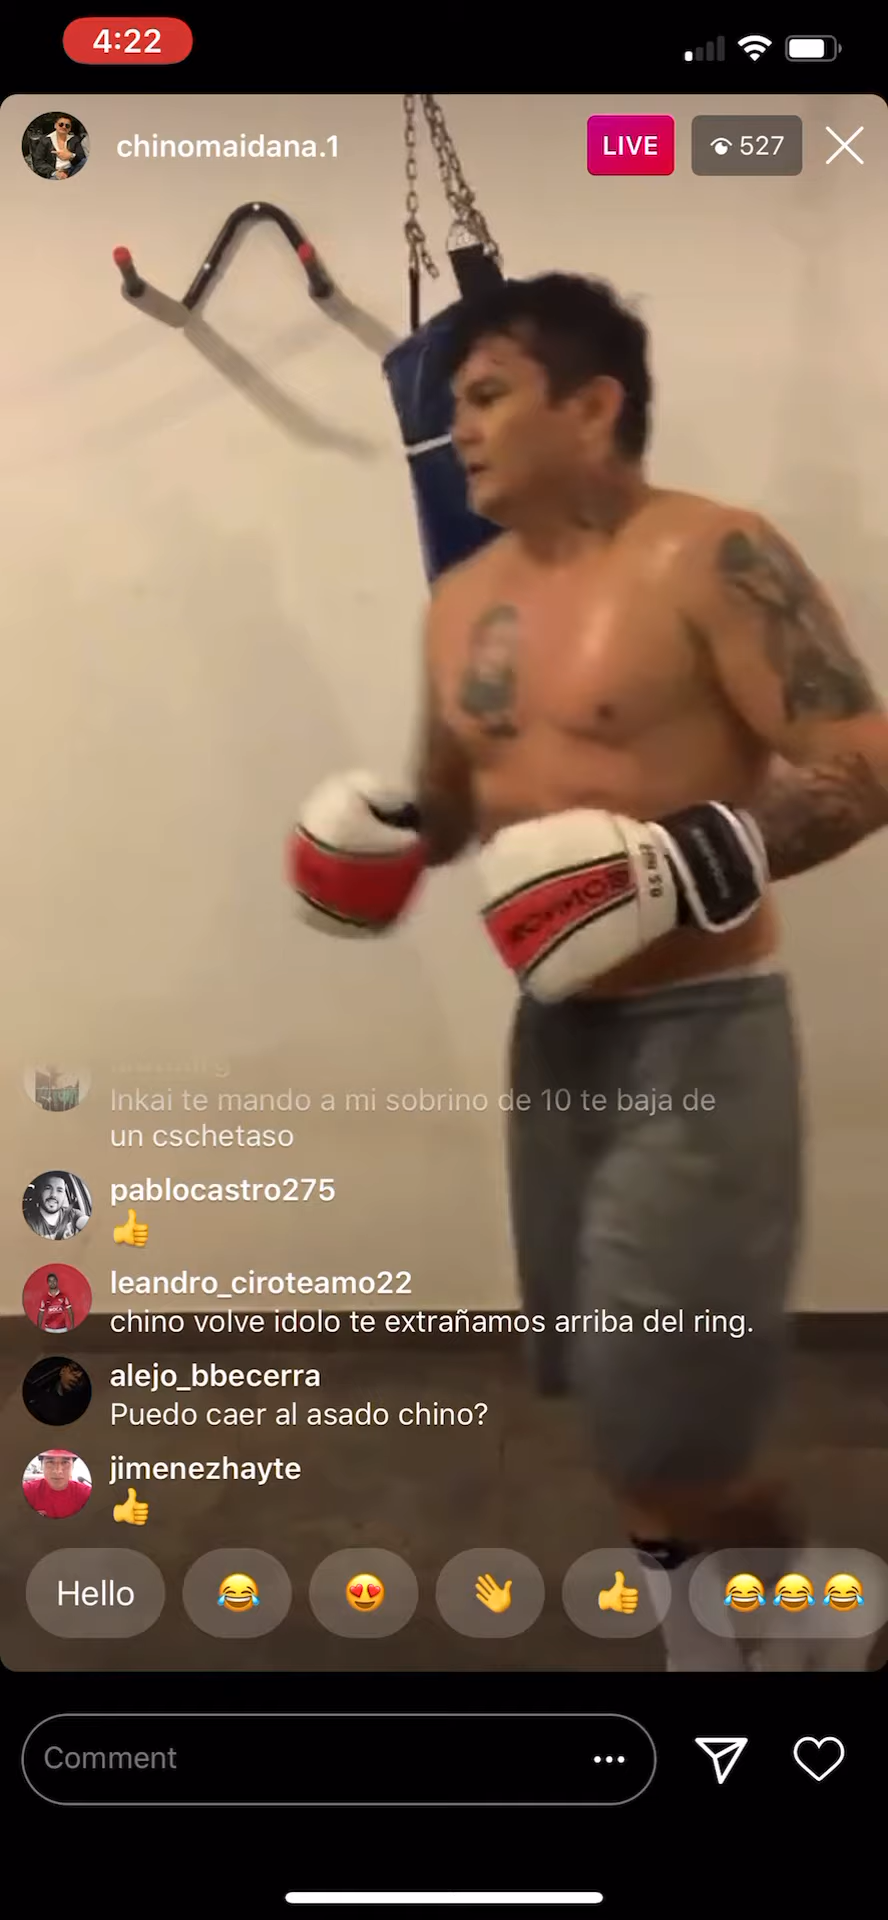 4:22
chinomaidana.1
LIVE
527
Inkai te mando a mi sobrino de 10 te baja de
un cschetaso
pablocastro275
👍
leandro_ciroteamo22
chino volve idolo te extrañamos arriba del ring.
alejo_bbecerra
Puedo caer al asado chino?
jimenezhayte
👍
Hello
😂
😍
👋
👍
😂😂😂
Comment